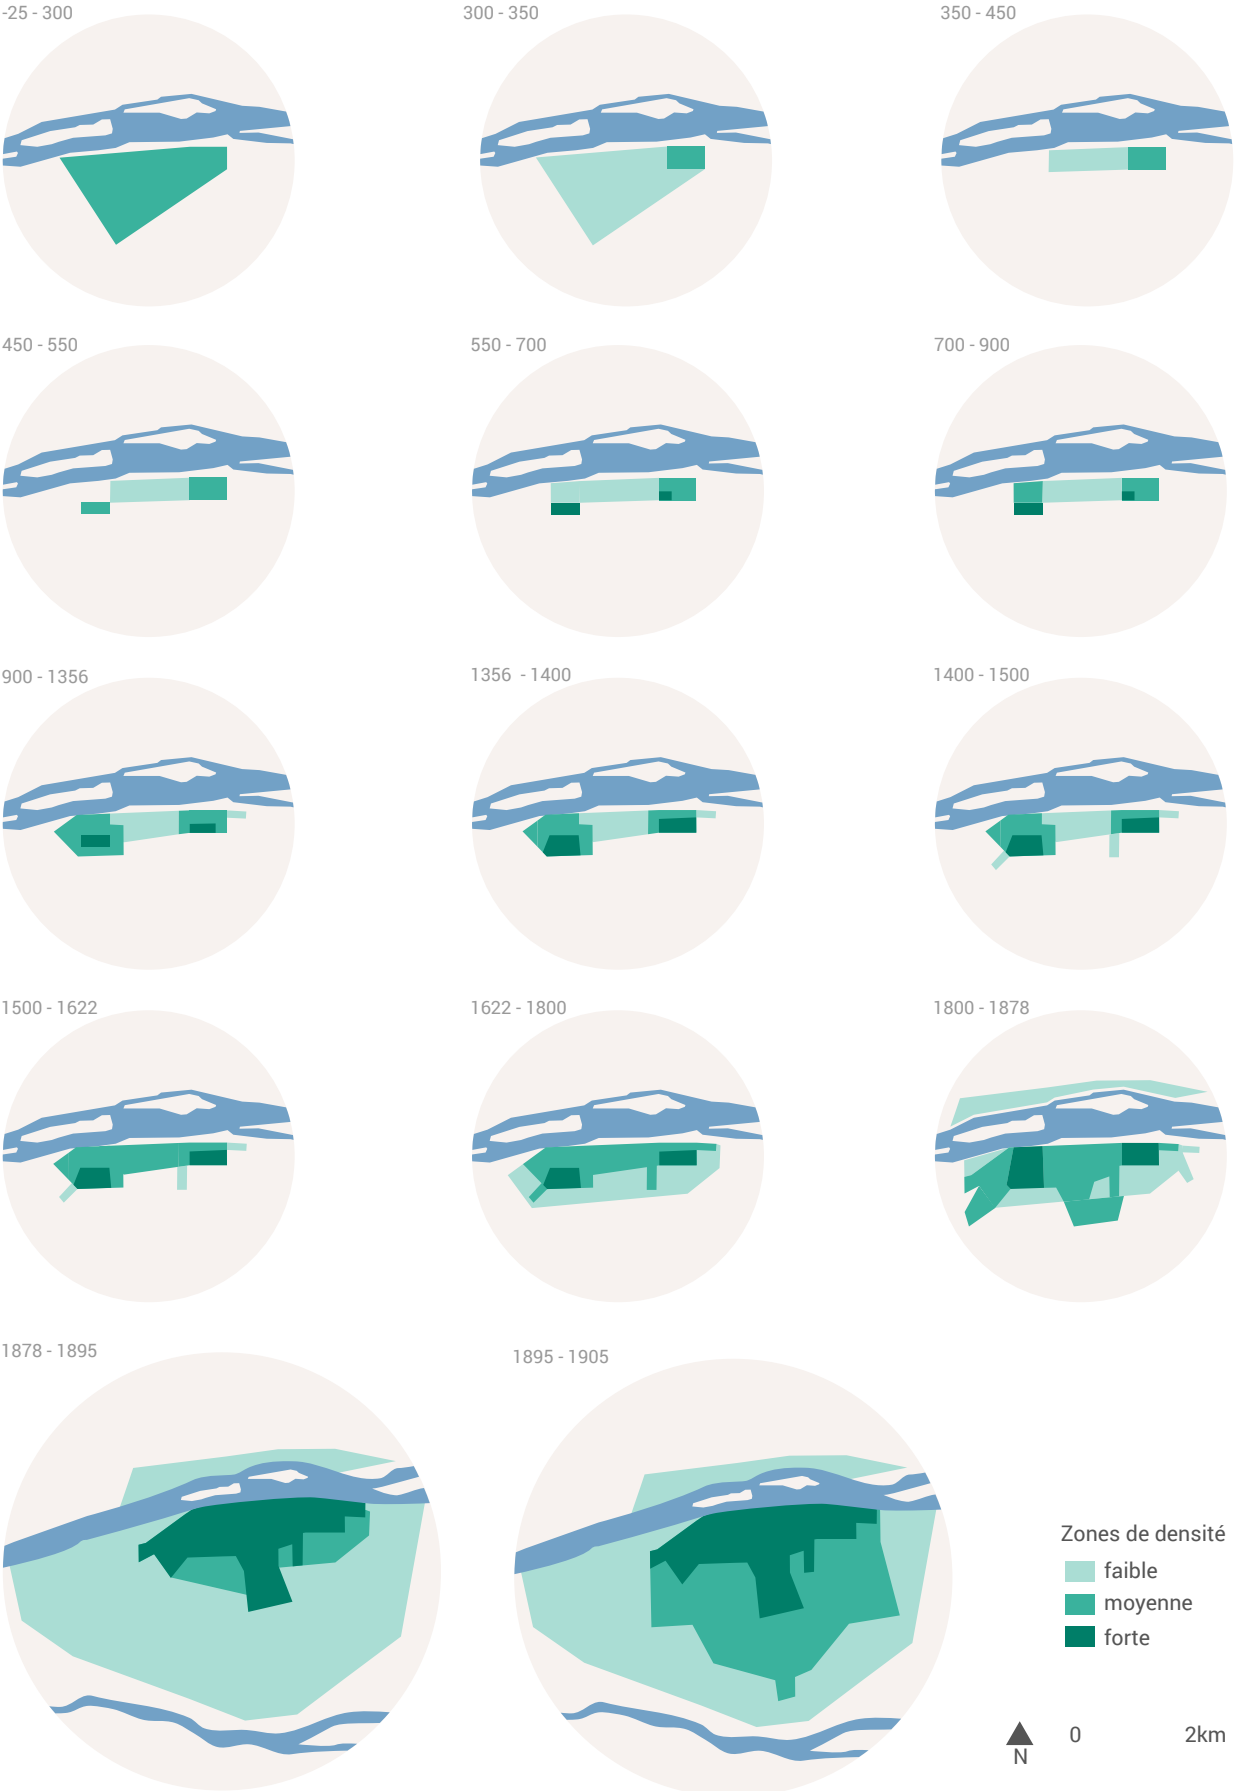 -25 - 300
300 - 350
350 - 450
450 - 550
550 - 700
700 - 900
900 - 1356
1356 - 1400
1400 - 1500
1500 - 1622
1622 - 1800
1800 - 1878
1878 - 1895
1895 - 1905
Zones de densité
faible
moyenne
forte
N
0 2km